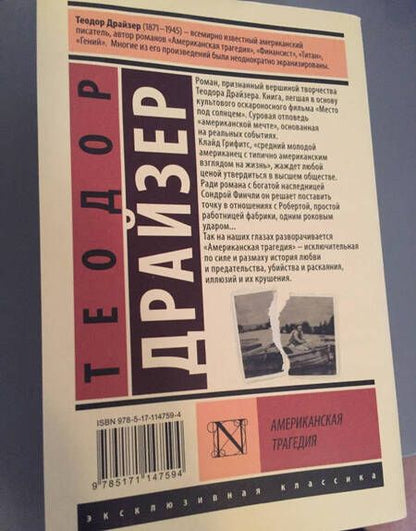 Теодор Драйзер (1871–1945) – всемирно известный американский
писатель, автор романов «Американская трагедия», «Финансист», «Титан»,
«Гений». Многие из его произведений были неоднократно экранизированы.
ТЕОДОР
ДРАЙЗЕР
Роман, признанный вершиной творчества
Теодора Драйзера. Книга, легшая в основу
культового оскароносного фильма «Место
под солнцем». Суровая отповедь
«американской мечте», основанная
на реальных событиях.
Клайд Грифитс, «средний молодой
американец с типично американским
взглядом на жизнь», жаждет любой
ценой утвердиться в высшем обществе.
Ради романа с богатой наследницей
Сондрой Финчли он решает поставить
точку в отношениях с Робертой, простой
работницей фабрики, одним роковым
ударом...
Так на наших глазах разворачивается
«Американская трагедия» – исключительная
по силе и размаху история любви
и предательства, убийства и раскаяния,
иллюзий и их крушения.
ISBN 978-5-17-114759-4
9 785171 147594
N
АМЕРИКАНСКАЯ
ТРАГЕДИЯ
эксклюзивная классика